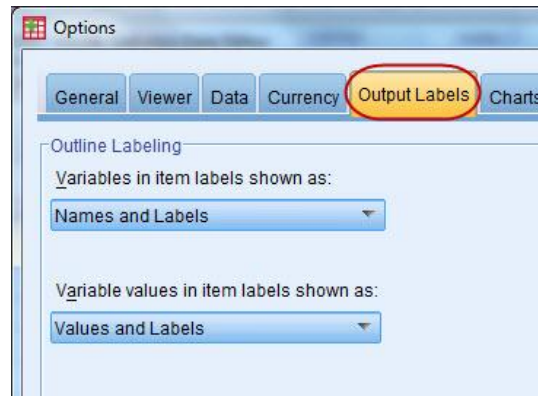 Options
General Viewer Data Currency Output Labels Charts
Outline Labeling
Variables in item labels shown as:
Names and Labels
Variable values in item labels shown as:
Values and Labels